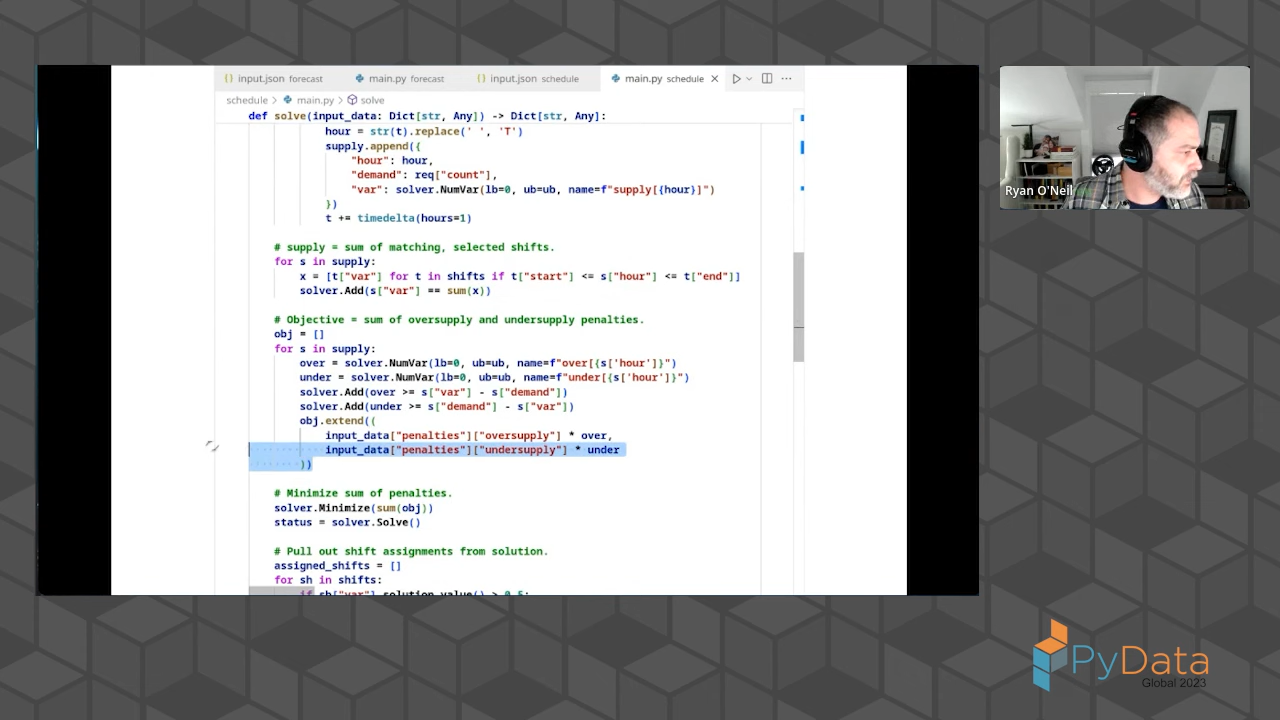 input.json forecast
main.py forecast
input.json schedule
main.py schedule
schedule > main.py > solve
def solve(input_data: Dict[str, Any]) -> Dict[str, Any]:
hour = str(t).replace(' ', 'T')
supply.append({
"hour": hour,
"demand": req["count"],
"var": solver.NumVar(lb=0, ub=ub, name=f"supply[{hour}]")
})
t += timedelta(hours=1)
# supply = sum of matching, selected shifts.
for s in supply:
x = [t["var"] for t in shifts if t["start"] <= s["hour"] <= t["end"]]
solver.Add(s["var"] == sum(x))
# Objective = sum of oversupply and undersupply penalties.
obj = []
for s in supply:
over = solver.NumVar(lb=0, ub=ub, name=f"over[{s['hour']}")
under = solver.NumVar(lb=0, ub=ub, name=f"under[{s['hour']}")
solver.Add(over >= s["var"] - s["demand"])
solver.Add(under >= s["demand"] - s["var"])
obj.extend((
input_data["penalties"]["oversupply"] * over,
input_data["penalties"]["undersupply"] * under
))
# Minimize sum of penalties.
solver.Minimize(sum(obj))
status = solver.Solve()
# Pull out shift assignments from solution.
assigned_shifts = []
for sh in shifts:
if sh["var"].solution_value() > 0.5:
Ryan O'Neil
PyData
Global 2023